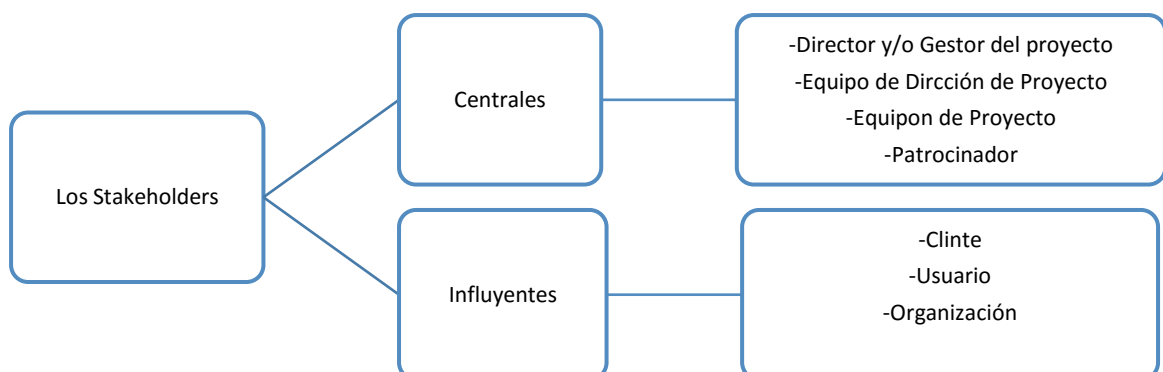 Los Stakeholders
Centrales
-Director y/o Gestor del proyecto
-Equipo de Dircción de Proyecto
-Equipon de Proyecto
-Patrocinador
Influyentes
-Clinte
-Usuario
-Organización